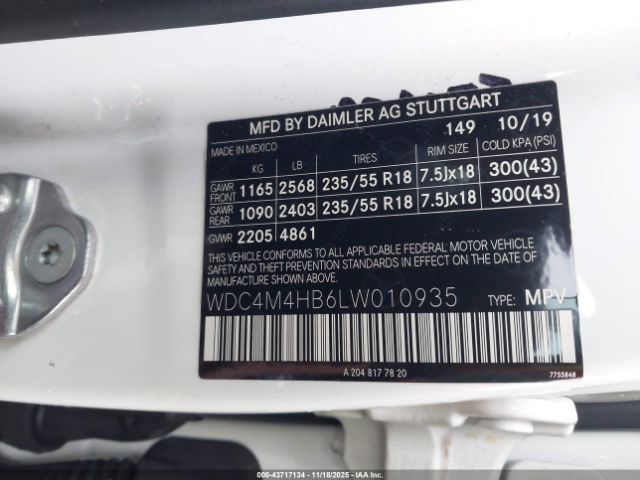 MFD BY DAIMLER AG STUTTGART
149 10/19
MADE IN MEXICO
KG LB TIRES RIM SIZE COLD KPA (PSI)
GAWR FRONT 1165 2568 235/55 R18 7.5Jx18 300(43)
GAWR REAR 1090 2403 235/55 R18 7.5Jx18 300(43)
GVWR 2205 4861
THIS VEHICLE CONFORMS TO ALL APPLICABLE FEDERAL MOTOR VEHICLE
SAFETY, BUMPER, AND THEFT PREVENTION STANDARDS IN EFFECT ON THE DATE OF
MANUFACTURE SHOWN ABOVE.
WDC4M4HB6LW010935 TYPE: MPV
A 204 817 78 20 7755848
000-43717134 - 11/18/2025 - IAAI.COM